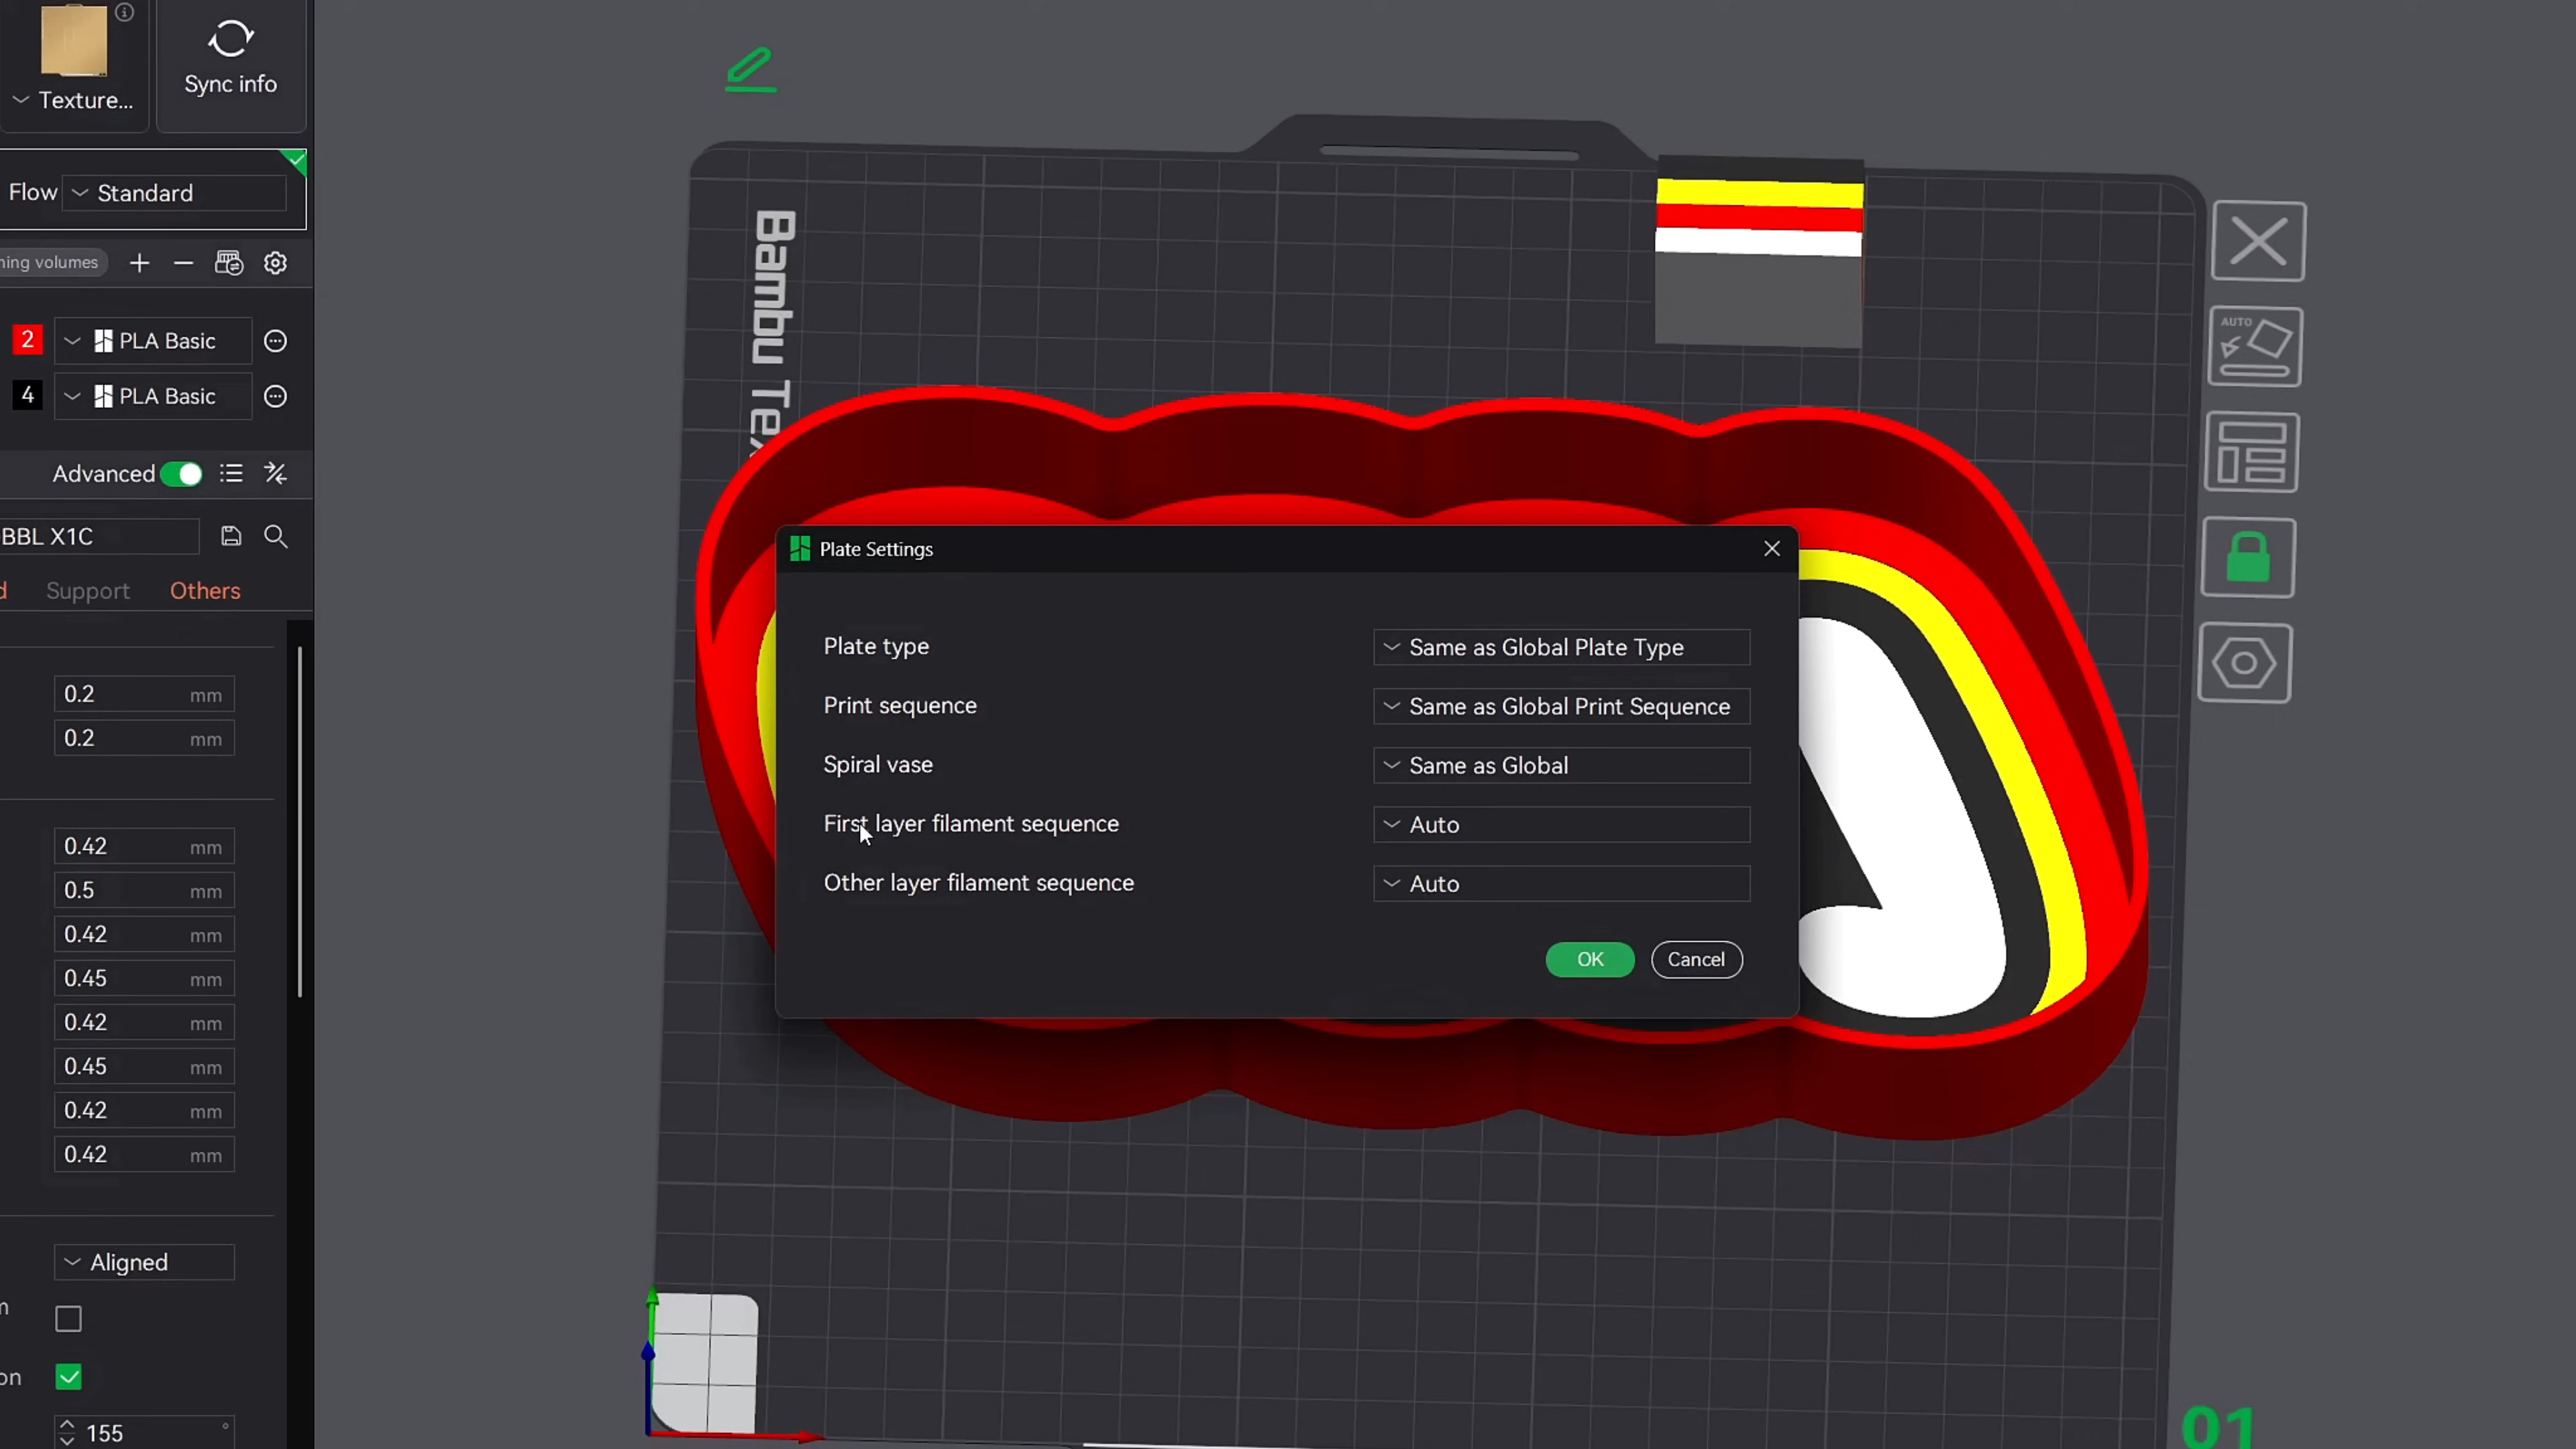 Texture...
Sync info
Flow
Standard
ning volumes
2
PLA Basic
4
PLA Basic
Advanced
BBL X1C
d
Support
Others
0.2 mm
0.2 mm
0.42 mm
0.5 mm
0.42 mm
0.45 mm
0.42 mm
0.45 mm
0.42 mm
0.42 mm
Aligned
n
on
155 °
Bambu Tex
AUTO
Plate Settings
Plate type
Same as Global Plate Type
Print sequence
Same as Global Print Sequence
Spiral vase
Same as Global
First layer filament sequence
Auto
Other layer filament sequence
Auto
OK
Cancel
01